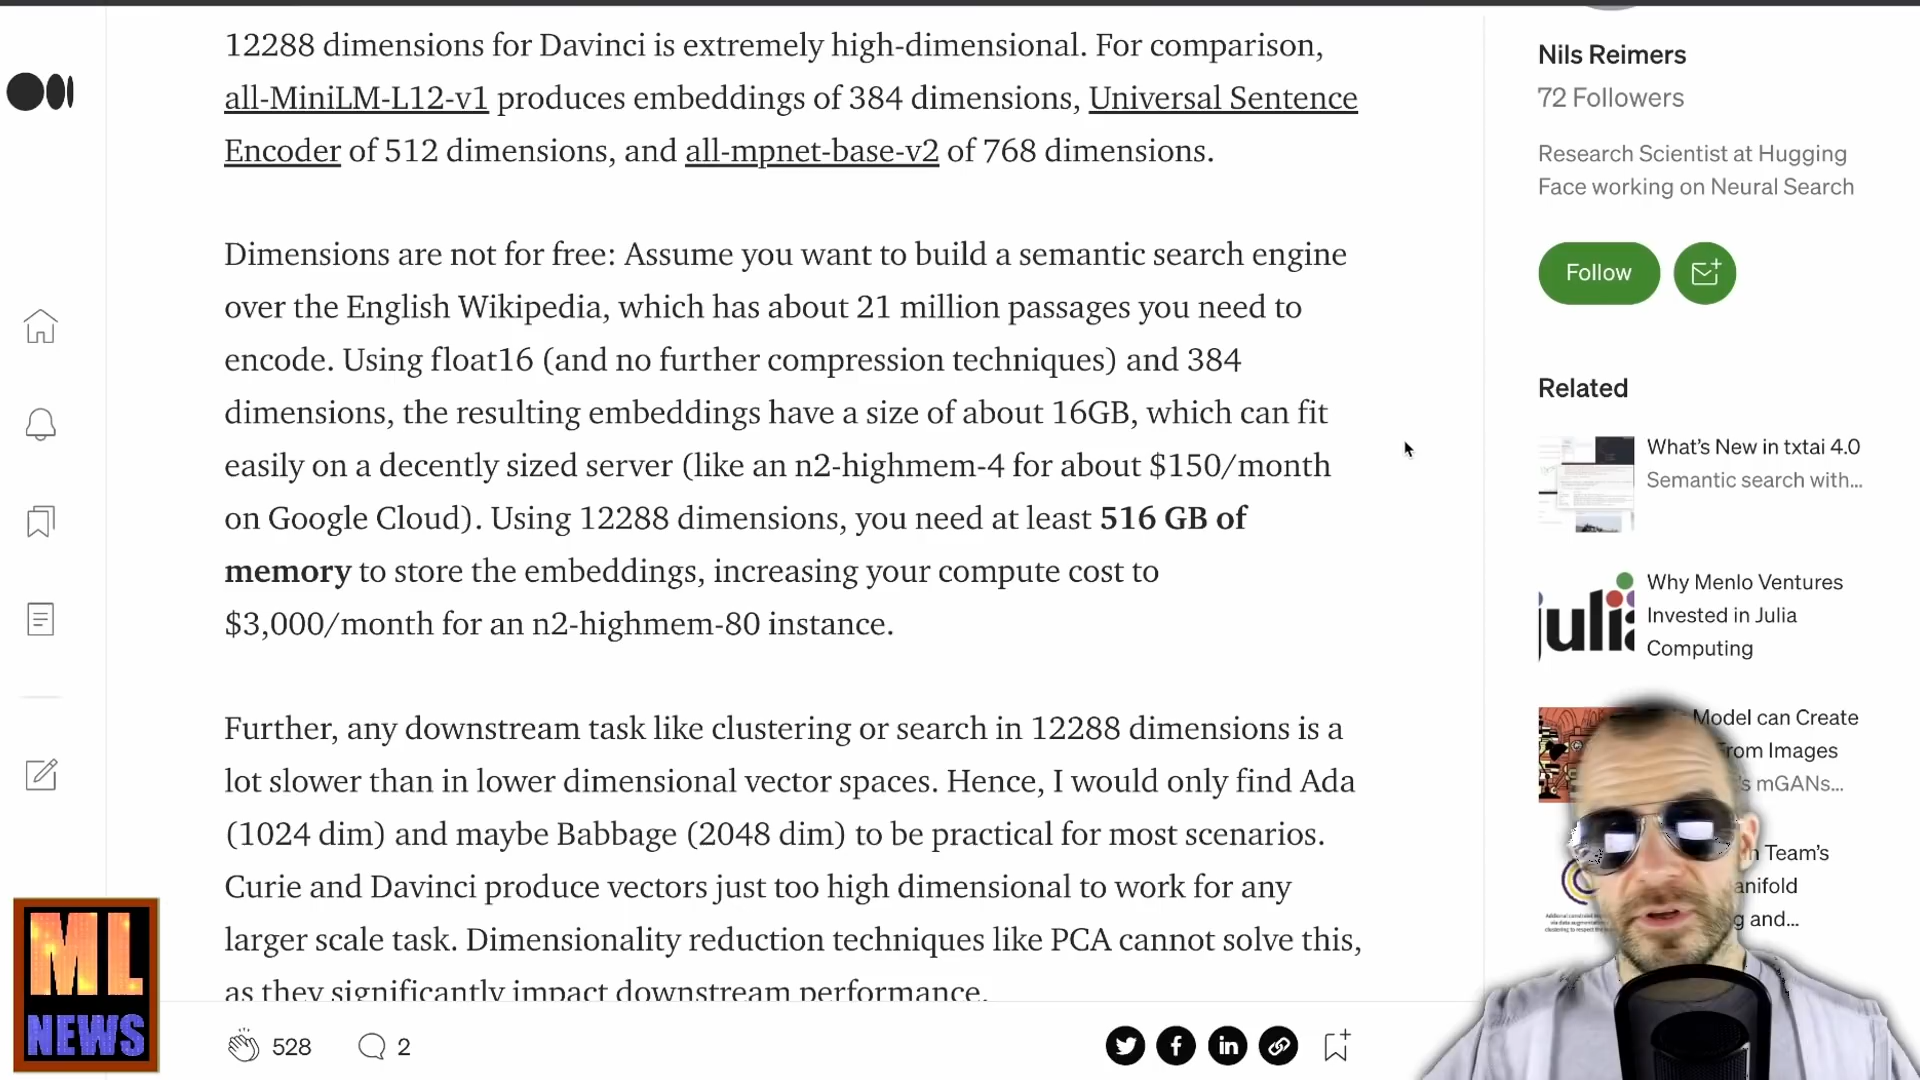 12288 dimensions for Davinci is extremely high-dimensional. For comparison,
all-MiniLM-L12-v1 produces embeddings of 384 dimensions, Universal Sentence
Encoder of 512 dimensions, and all-mpnet-base-v2 of 768 dimensions.
Dimensions are not for free: Assume you want to build a semantic search engine
over the English Wikipedia, which has about 21 million passages you need to
encode. Using float16 (and no further compression techniques) and 384
dimensions, the resulting embeddings have a size of about 16GB, which can fit
easily on a decently sized server (like an n2-highmem-4 for about $150/month
on Google Cloud). Using 12288 dimensions, you need at least 516 GB of
memory to store the embeddings, increasing your compute cost to
$3,000/month for an n2-highmem-80 instance.
Further, any downstream task like clustering or search in 12288 dimensions is a
lot slower than in lower dimensional vector spaces. Hence, I would only find Ada
(1024 dim) and maybe Babbage (2048 dim) to be practical for most scenarios.
Curie and Davinci produce vectors just too high dimensional to work for any
larger scale task. Dimensionality reduction techniques like PCA cannot solve this,
as they significantly impact downstream performance.
528
2
Nils Reimers
72 Followers
Research Scientist at Hugging
Face working on Neural Search
Follow
Related
What's New in txtai 4.0
Semantic search with...
Why Menlo Ventures
Invested in Julia
Computing
Model can Create
From Images
's mGANs...
Team's
anifold
g and...
ML
NEWS